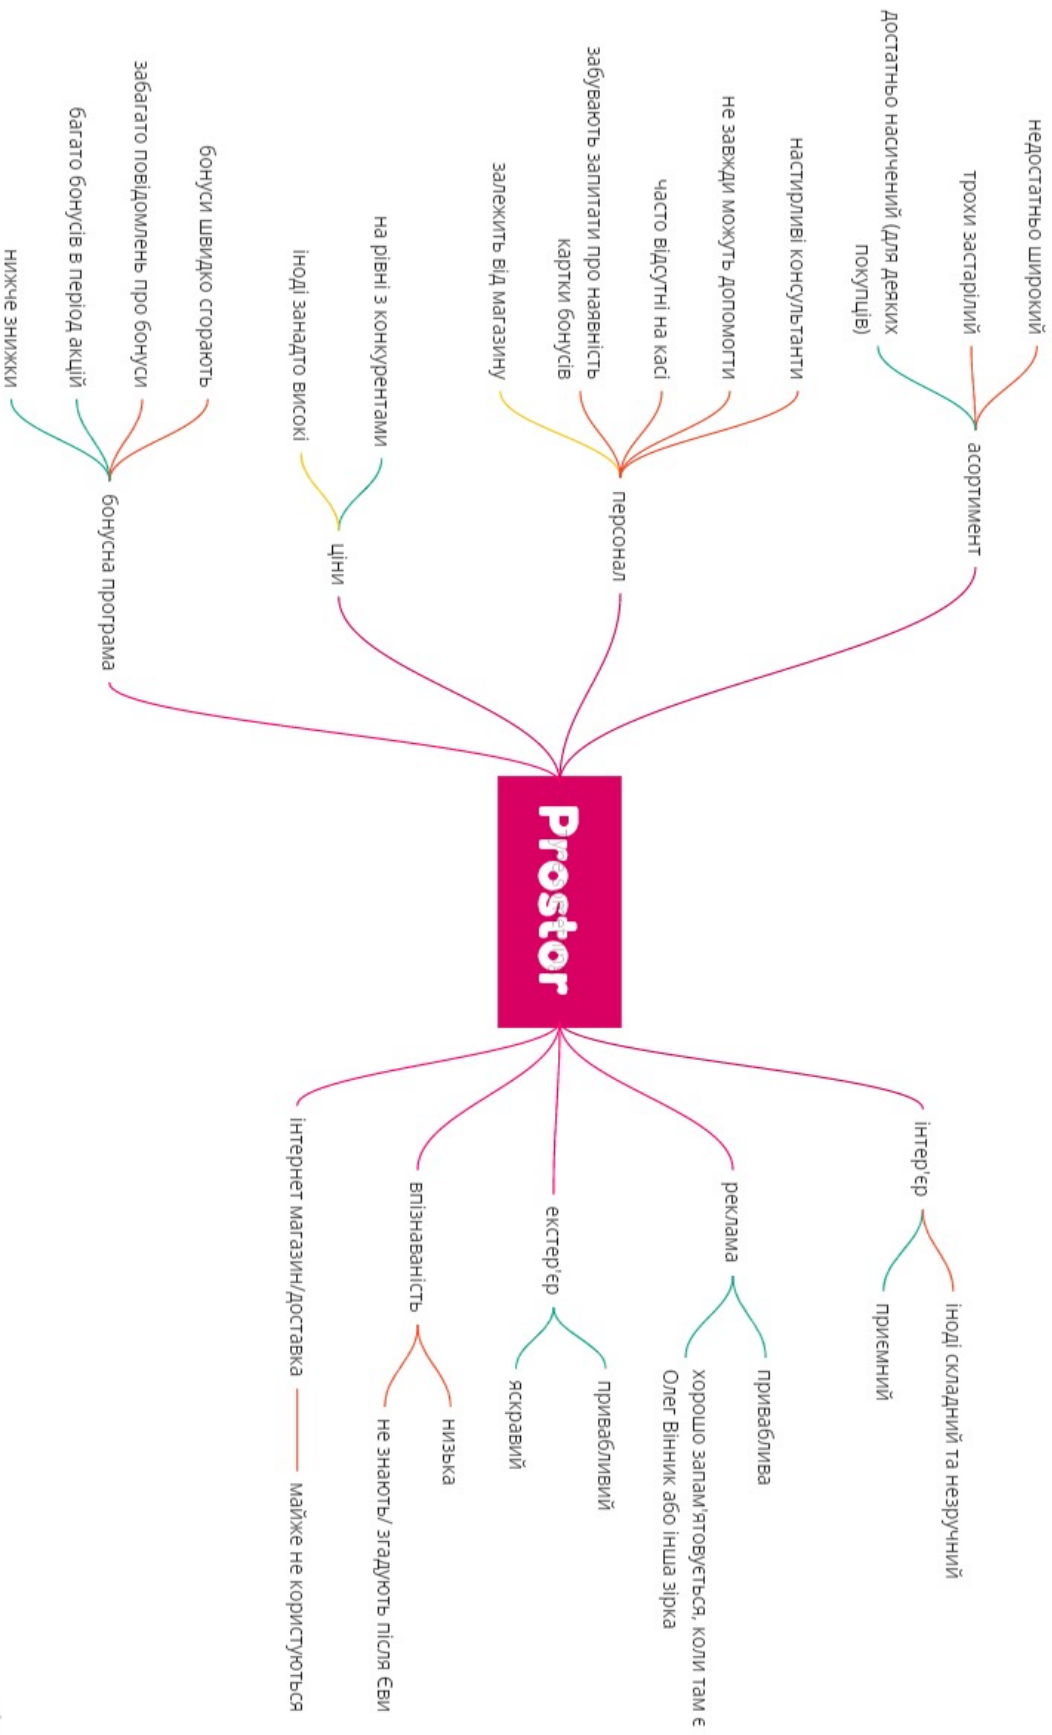 недостатньо широкий
трохи застарілий
достатньо насичений (для деяких
покупців)
асортимент
настирливі консультанти
не завжди можуть допомогти
часто відсутні на касі
забувають запитати про наявність
картки бонусів
залежить від магазину
персонал
на рівні з конкурентами
іноді занадто високі
ціни
бонуси швидко сгорають
забагато повідомлень про бонуси
багато бонусів в період акцій
нижче знижки
бонусна програма
Prostor
інтер'єр
іноді складний та незручний
приємний
реклама
приваблива
хорошо запам'ятовується, коли там є
Олег Вінник або інша зірка
екстер'єр
привабливий
яскравий
впізнаваність
низька
не знають/ згадують після Єви
інтернет магазин/доставка
майже не користуються